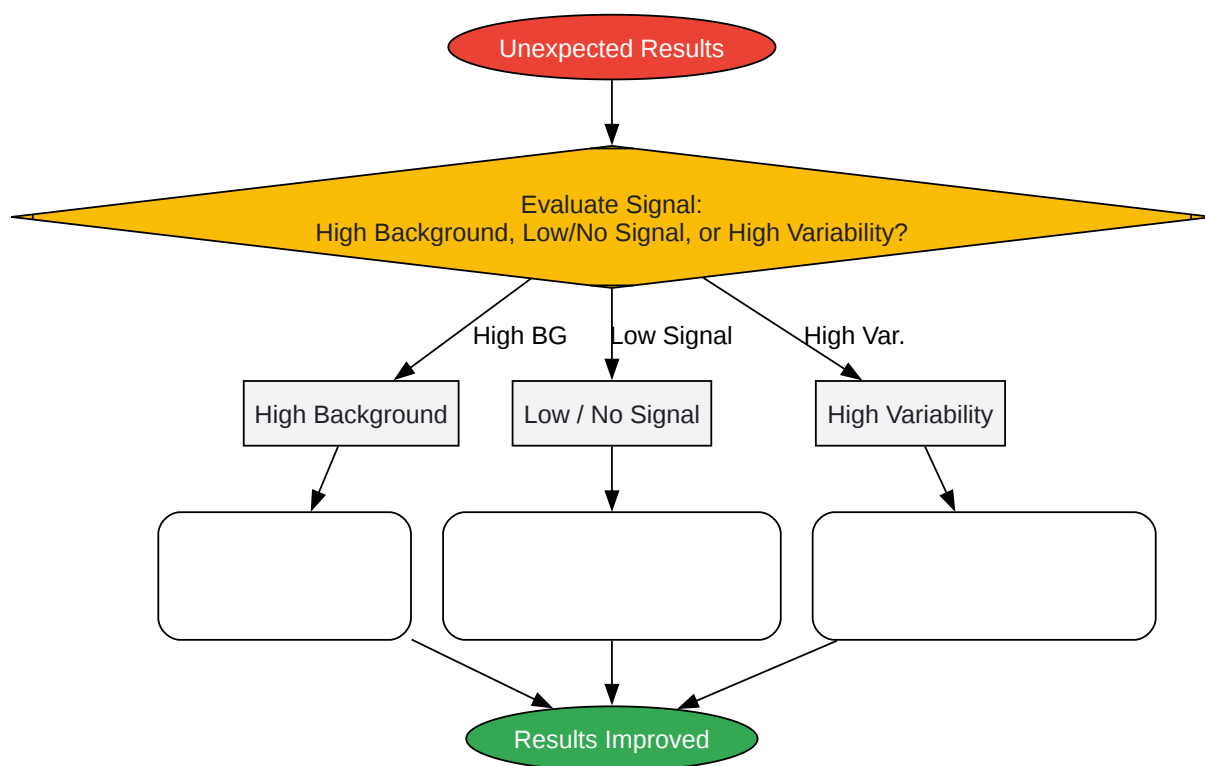 Unexpected Results
Evaluate Signal:
High Background, Low/No Signal, or High Variability?
High BG
Low Signal
High Var.
High Background
Low / No Signal
High Variability
Results Improved